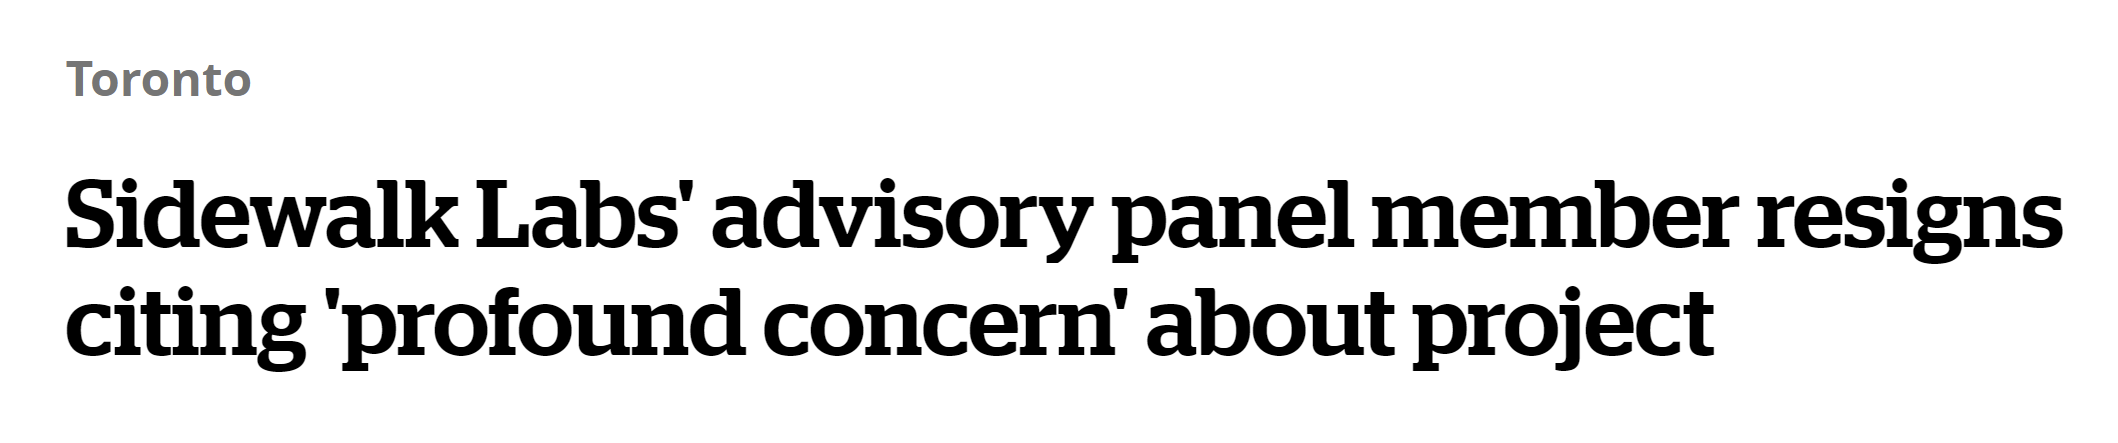 Toronto
Sidewalk Labs' advisory panel member resigns
citing 'profound concern' about project